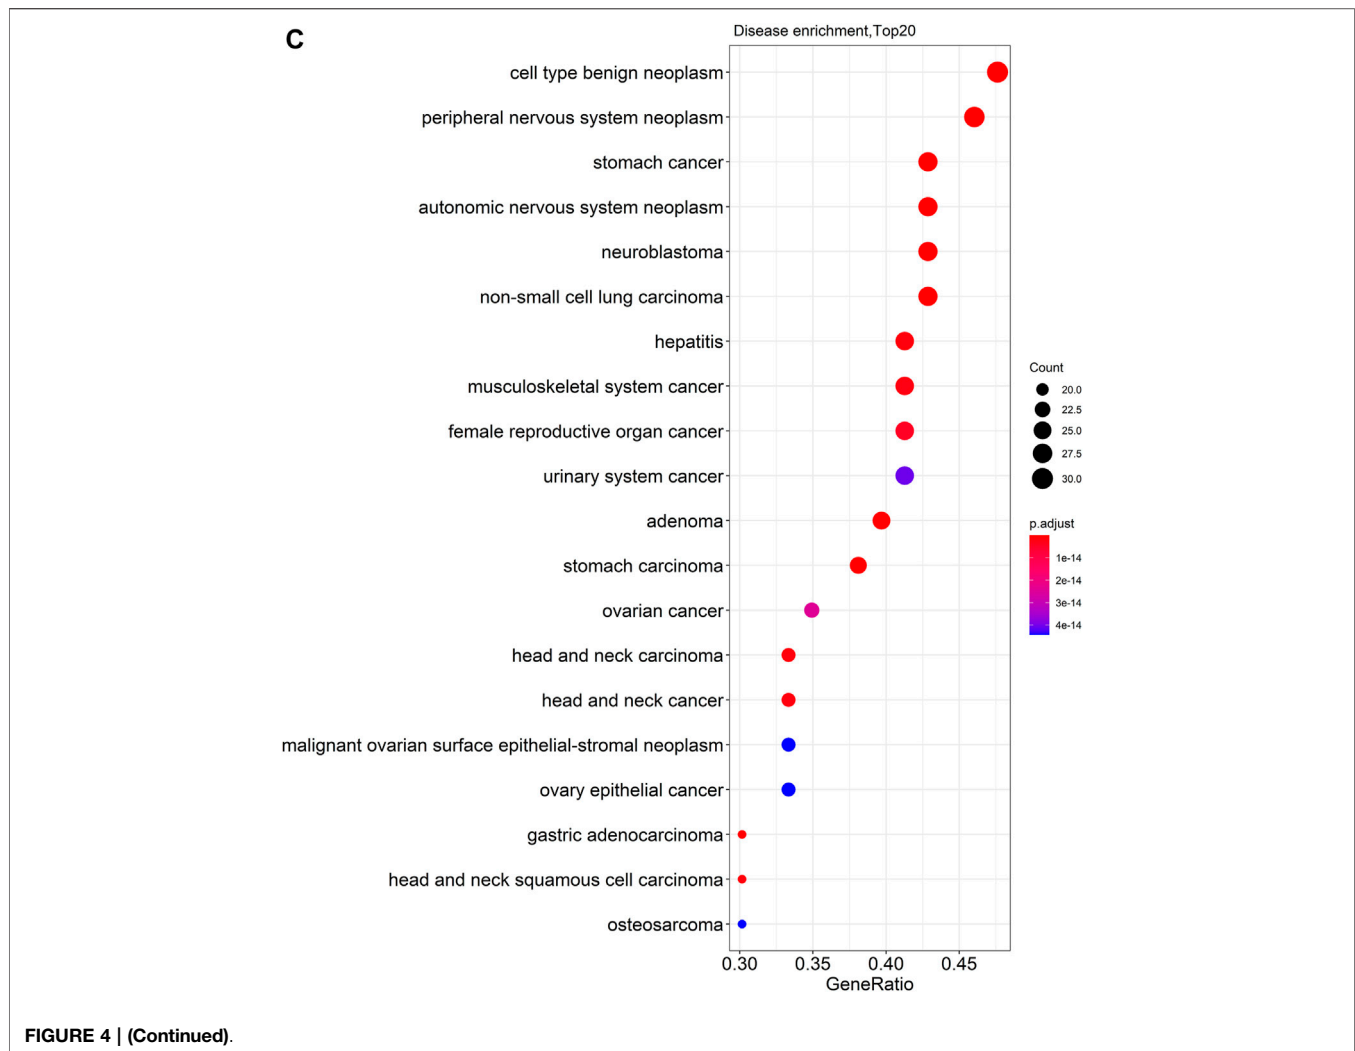 C
Disease enrichment,Top20
cell type benign neoplasm
peripheral nervous system neoplasm
stomach cancer
autonomic nervous system neoplasm
neuroblastoma
non-small cell lung carcinoma
hepatitis
musculoskeletal system cancer
female reproductive organ cancer
urinary system cancer
adenoma
stomach carcinoma
ovarian cancer
head and neck carcinoma
head and neck cancer
malignant ovarian surface epithelial-stromal neoplasm
ovary epithelial cancer
gastric adenocarcinoma
head and neck squamous cell carcinoma
osteosarcoma
0.30 0.35 0.40 0.45
GeneRatio
Count
20.0
22.5
25.0
27.5
30.0
p.adjust
1e-14
2e-14
3e-14
4e-14
FIGURE 4 | (Continued).